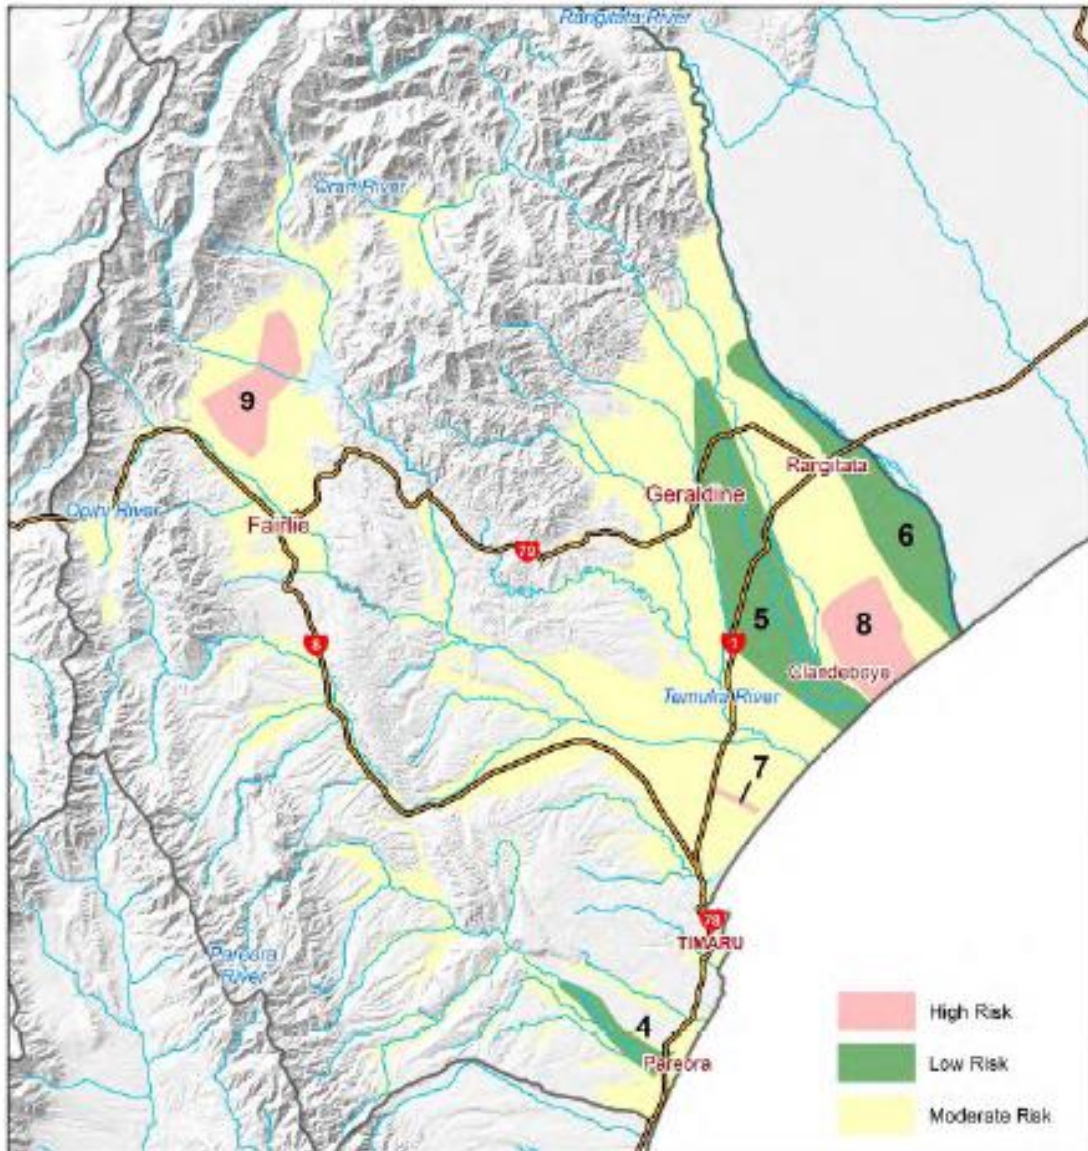 Rangitata River
Orari River
9
Rangitata
Geraldine
Opihi River
Fairlie
79
6
5
8
8
1
Clandeboye
Temuka River
7
78
TIMARU
Pareora
River
4
Pareora
High Risk
Low Risk
Moderate Risk